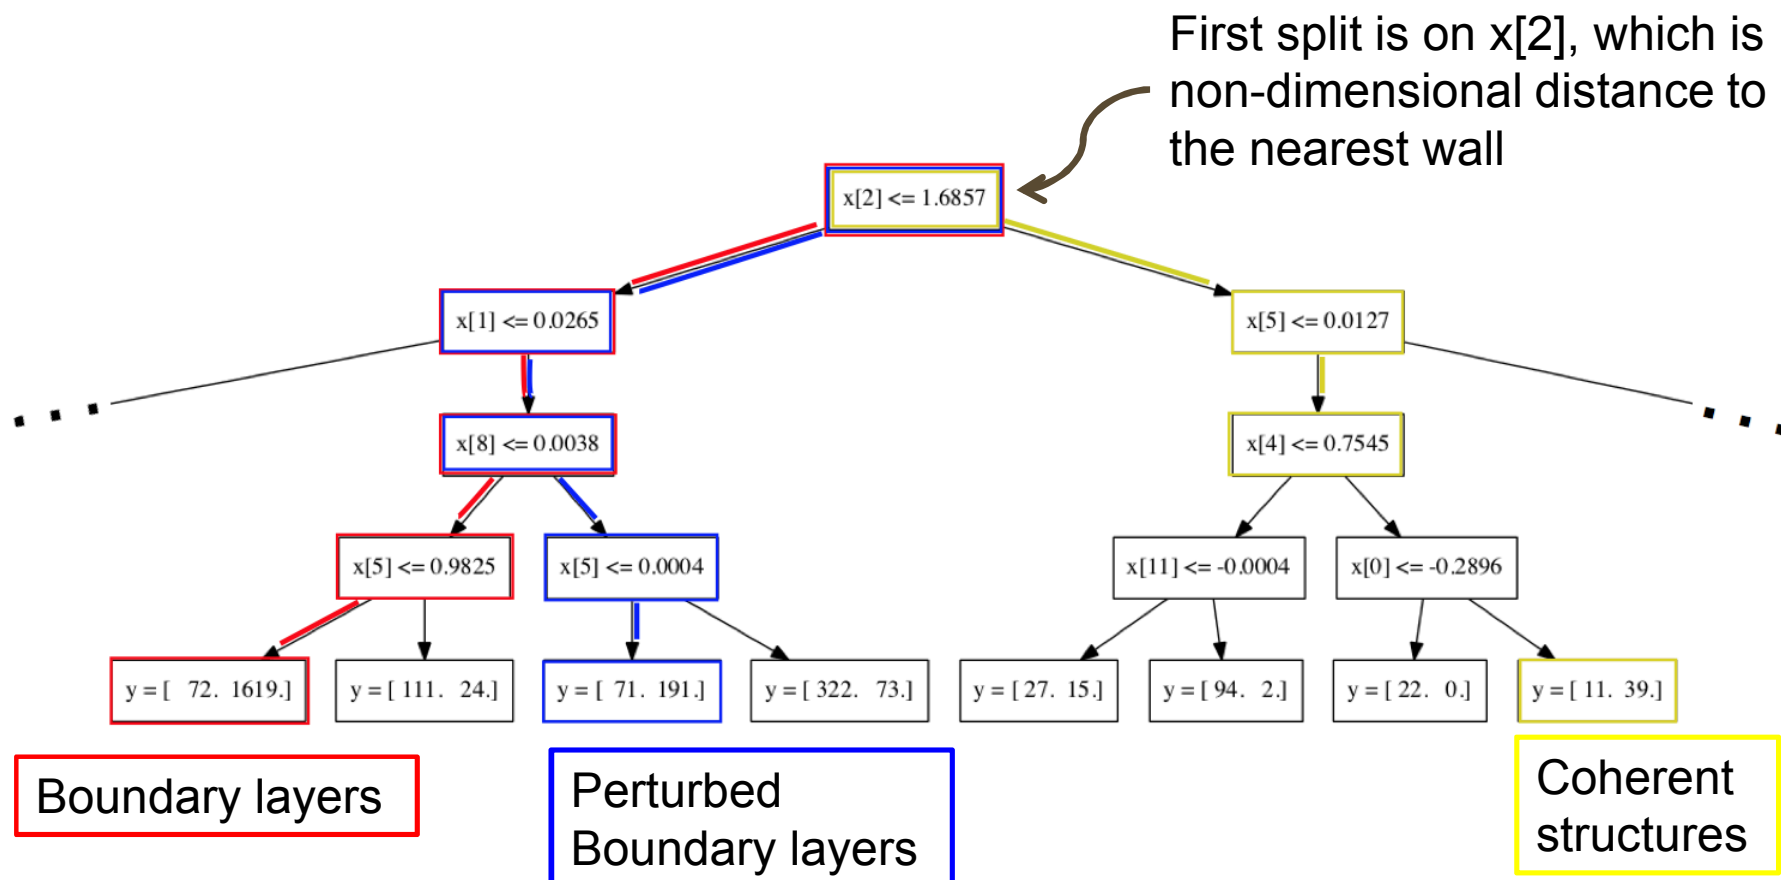 First split is on x[2], which is
non-dimensional distance to
the nearest wall
x[2] <= 1.6857
x[1] <= 0.0265
x[5] <= 0.0127
x[8] <= 0.0038
x[4] <= 0.7545
x[5] <= 0.9825
x[5] <= 0.0004
x[11] <= -0.0004
x[0] <= -0.2896
y = [ 72. 1619.]
y = [ 111. 24.]
y = [ 71. 191.]
y = [ 322. 73.]
y = [ 27. 15.]
y = [ 94. 2.]
y = [ 22. 0.]
y = [ 11. 39.]
Boundary layers
Perturbed
Boundary layers
Coherent
structures